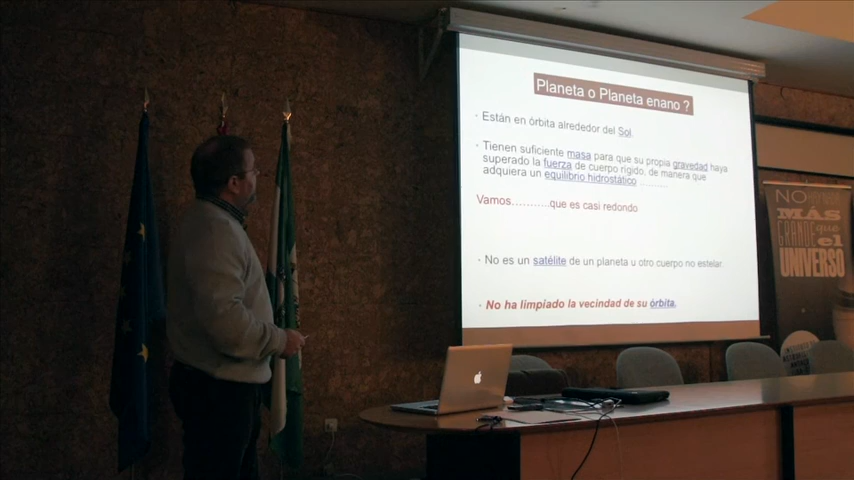 Planeta o Planeta enano ?
• Están en órbita alrededor del Sol.
• Tienen suficiente masa para que su propia gravedad haya
superado la fuerza de cuerpo rígido, de manera que
adquiera un equilibrio hidrostático ...........
Vamos...........que es casi redondo
• No es un satélite de un planeta u otro cuerpo no estelar.
• No ha limpiado la vecindad de su órbita.
NO
MÁS
GRANDE que
el
UNIVERSO